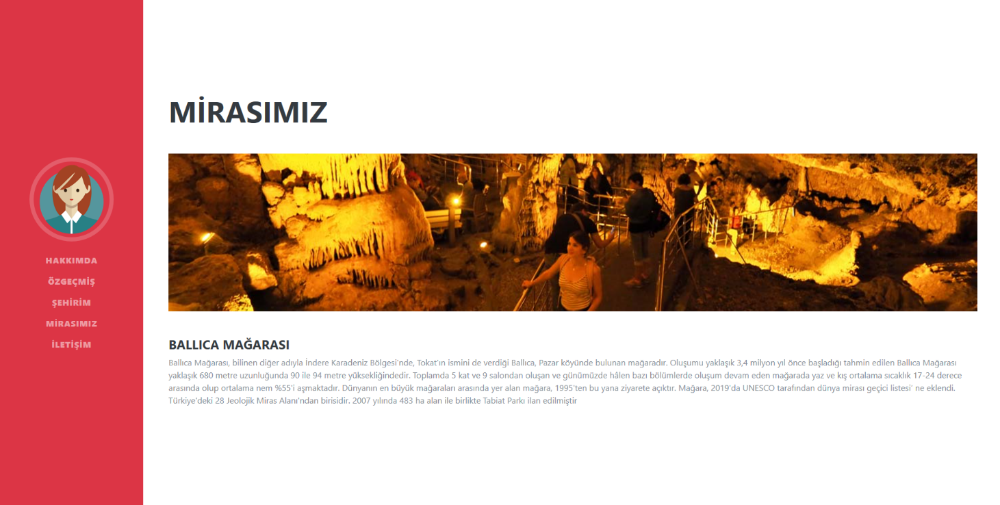 HAKKIMDA
ÖZGEÇMİŞ
ŞEHİRİM
MİRASIMIZ
İLETİŞİM
MİRASIMIZ
BALLICA MAĞARASI
Ballıca Mağarası, bilinen diğer adıyla İndere Karadeniz Bölgesi'nde, Tokat'ın ismini de verdiği Ballıca, Pazar köyünde bulunan mağaradır. Oluşumu yaklaşık 3,4 milyon yıl önce başladığı tahmin edilen Ballıca Mağarası
yaklaşık 680 metre uzunluğunda 90 ile 94 metre yüksekliğindedir. Toplamda 5 kat ve 9 salondan oluşan ve günümüzde hâlen bazı bölümlerde oluşum devam eden mağarada yaz ve kış ortalama sıcaklık 17-24 derece
arasında olup ortalama nem %55'i aşmaktadır. Dünyanın en büyük mağaraları arasında yer alan mağara, 1995'ten bu yana ziyarete açıktır. Mağara, 2019'da UNESCO tarafından dünya mirası geçici listesi' ne eklendi.
Türkiye'deki 28 Jeolojik Miras Alanı'ndan birisidir. 2007 yılında 483 ha alan ile birlikte Tabiat Parkı ilan edilmiştir